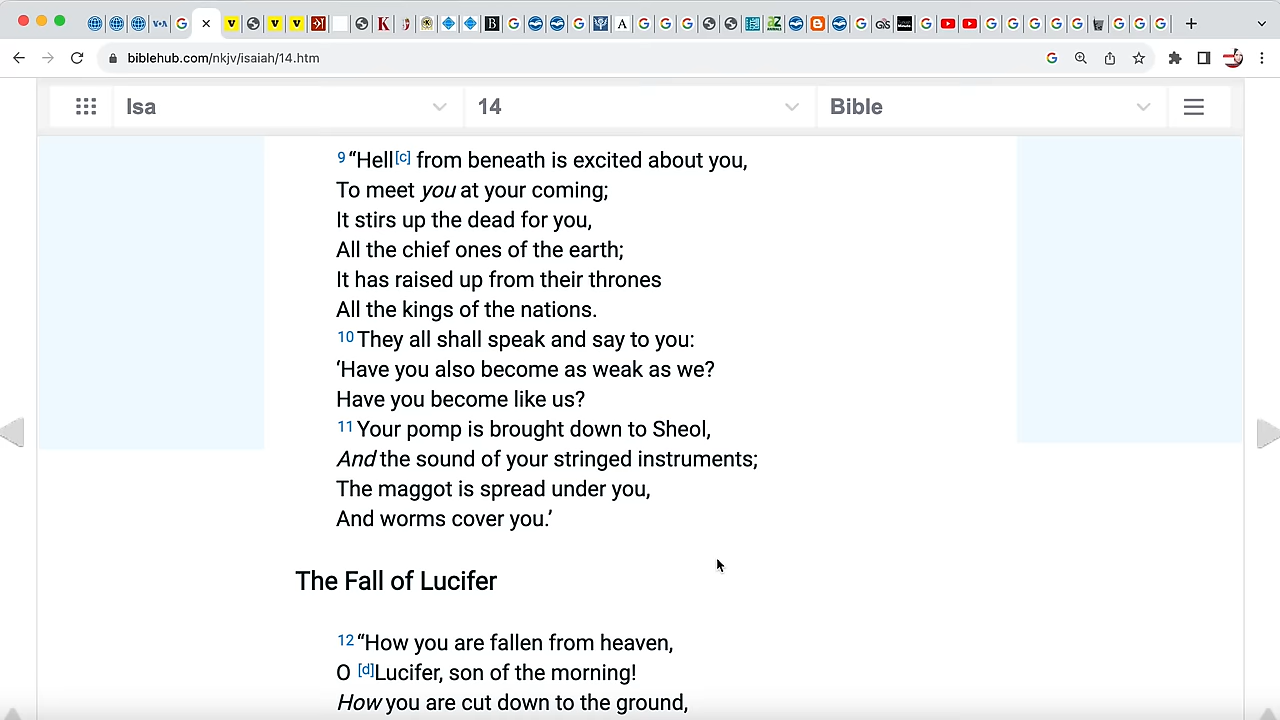 biblehub.com/nkjv/isaiah/14.htm
Isa 14 Bible
9 “Hell[c] from beneath is excited about you,
To meet you at your coming;
It stirs up the dead for you,
All the chief ones of the earth;
It has raised up from their thrones
All the kings of the nations.
10 They all shall speak and say to you:
‘Have you also become as weak as we?
Have you become like us?
11 Your pomp is brought down to Sheol,
And the sound of your stringed instruments;
The maggot is spread under you,
And worms cover you.’
The Fall of Lucifer
12 “How you are fallen from heaven,
O [d]Lucifer, son of the morning!
How you are cut down to the ground,